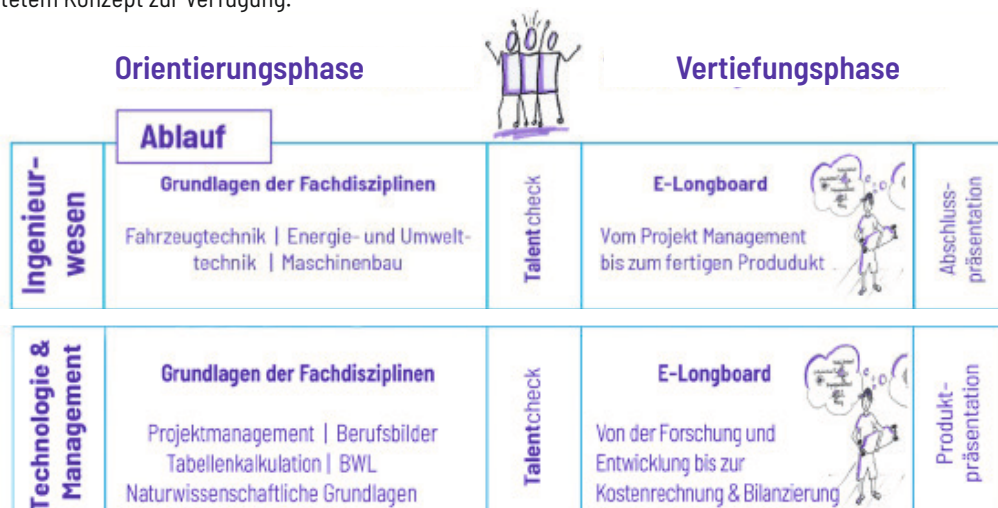 tetem Konzept zur Verfügung.
Orientierungsphase
Vertiefungsphase
Ablauf
Ingenieur-
wesen
Grundlagen der Fachdisziplinen
Fahrzeugtechnik | Energie- und Umwelt-
technik | Maschinenbau
Talentcheck
E-Longboard
Vom Projekt Management
bis zum fertigen Produdukt
Abschluss-
präsentation
Technologie &
Management
Grundlagen der Fachdisziplinen
Projektmanagement | Berufsbilder
Tabellenkalkulation | BWL
Naturwissenschaftliche Grundlagen
Talentcheck
E-Longboard
Von der Forschung und
Entwicklung bis zur
Kostenrechnung & Bilanzierung
Produkt-
präsentation